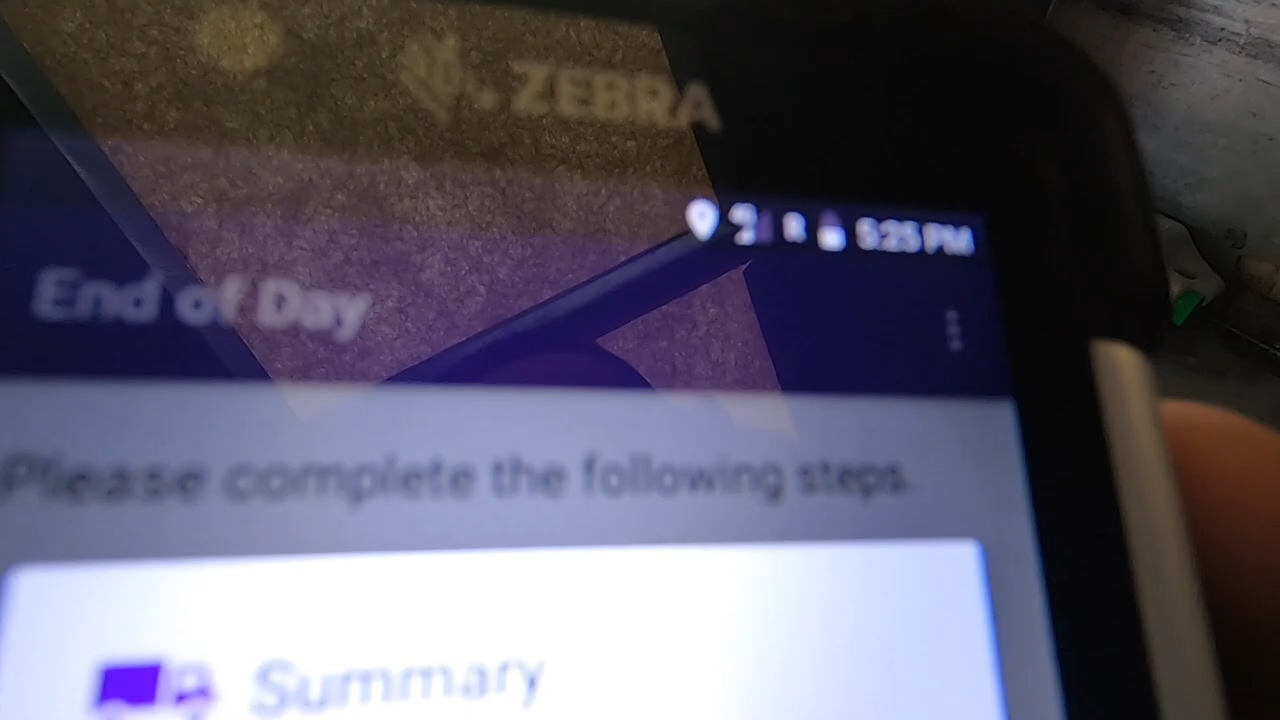 ZEBRA
R 5:25 PM
End of Day
Please complete the following steps.
Summary